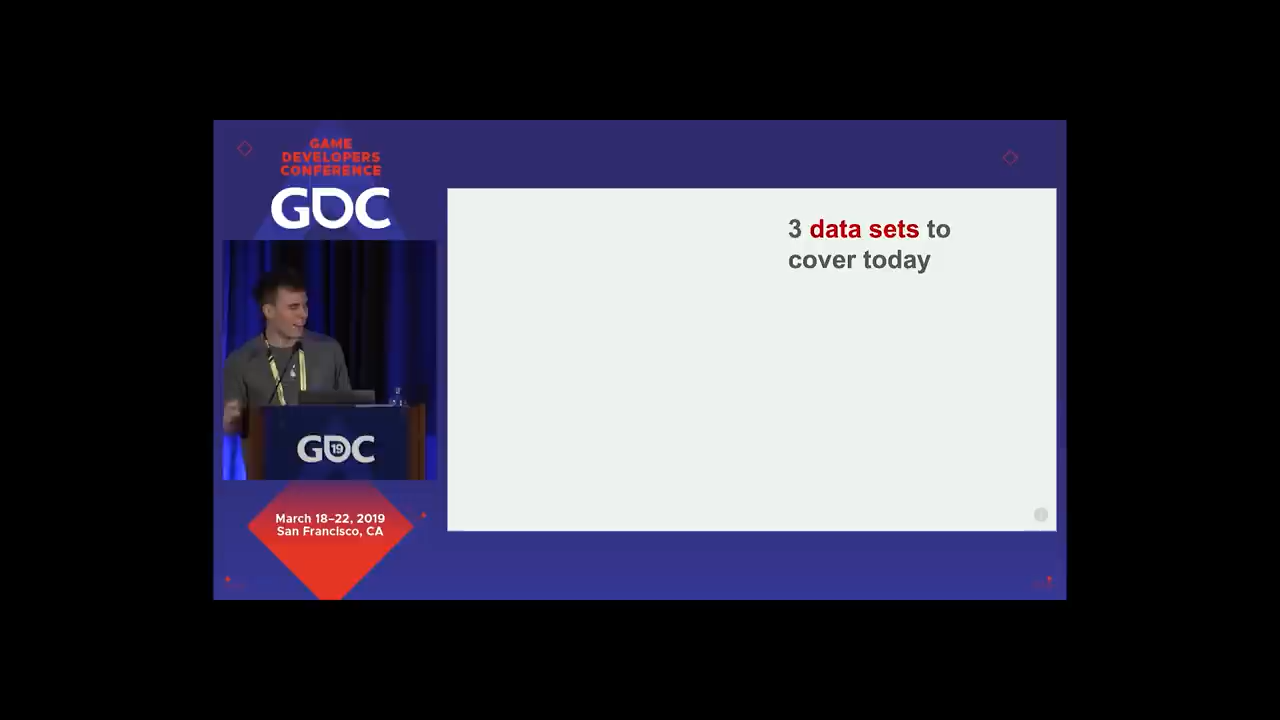 GAME
DEVELOPERS
CONFERENCE
GDC
3 data sets to
cover today
GDC
19
March 18–22, 2019
San Francisco, CA